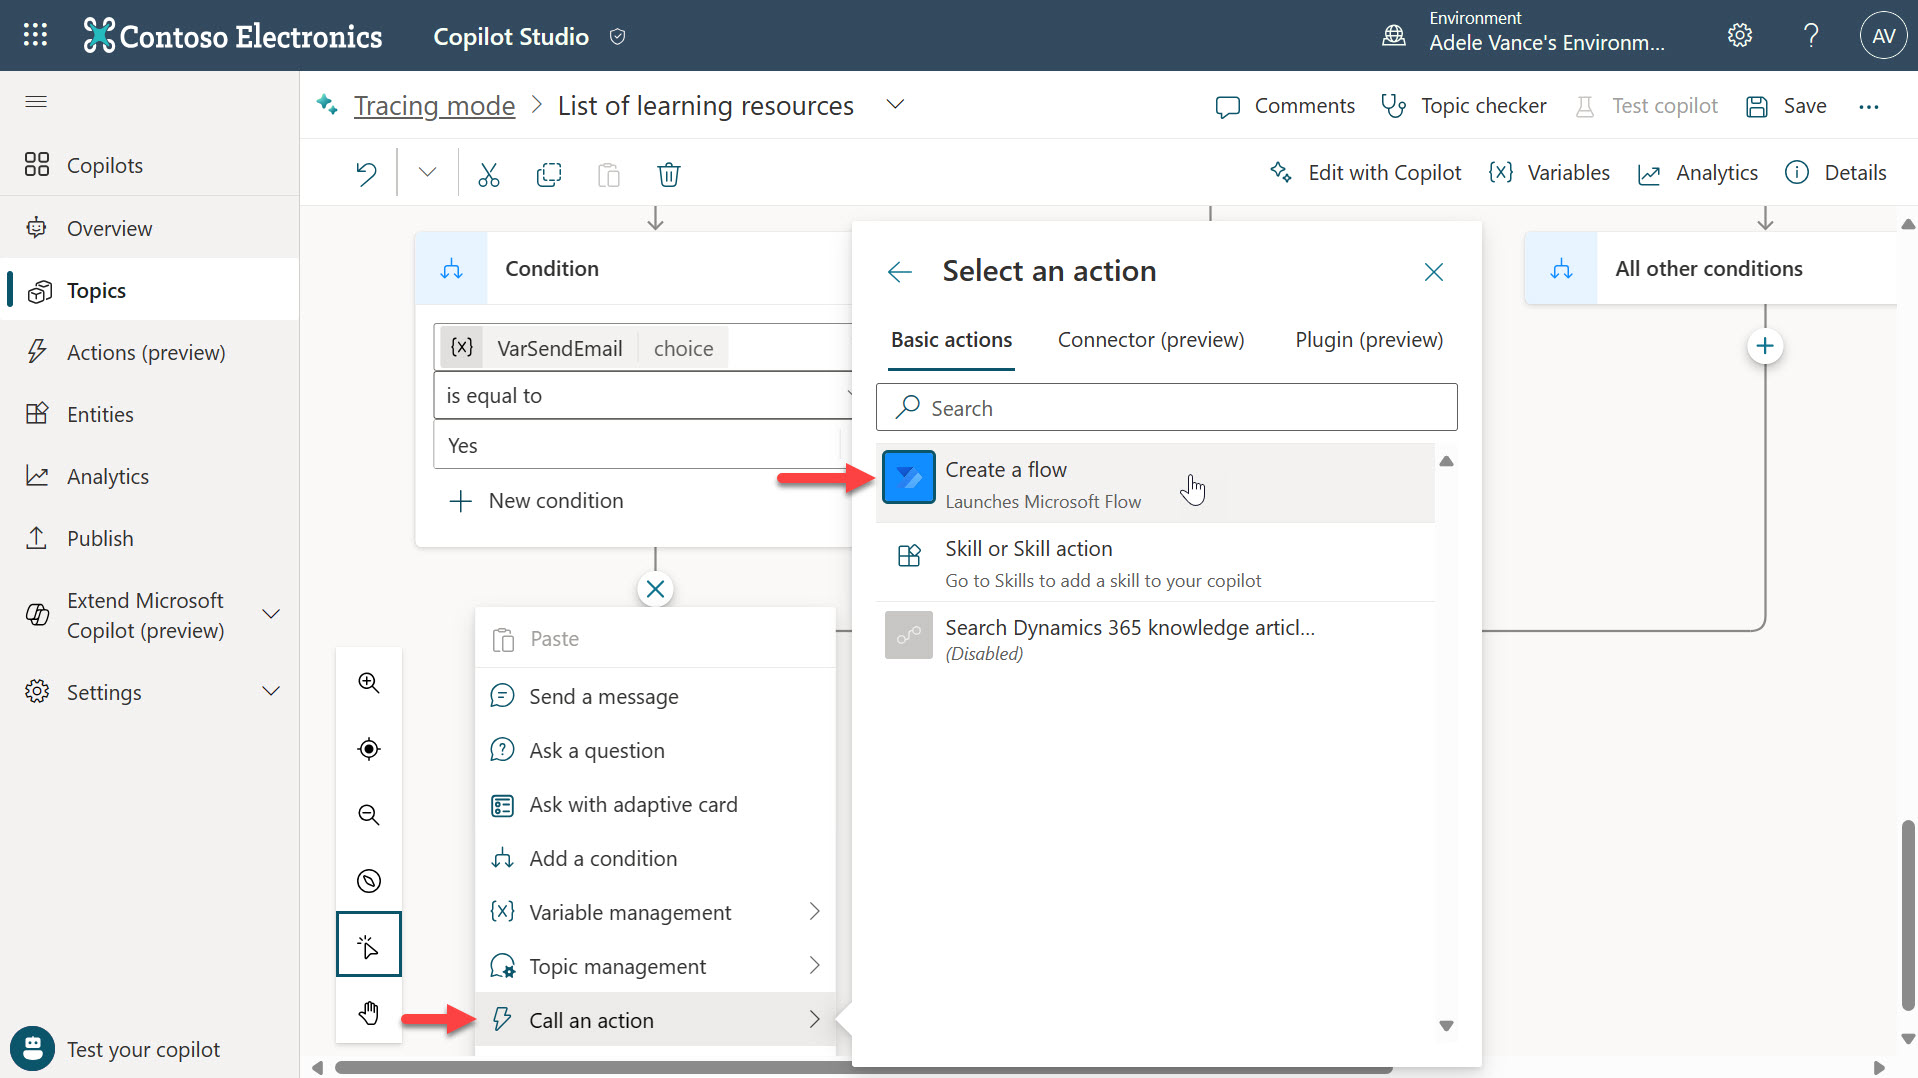 Contoso Electronics
Copilot Studio
Environment
Adele Vance's Environm...
AV
Tracing mode > List of learning resources
Comments
Topic checker
Test copilot
Save
Copilots
Overview
Topics
Actions (preview)
Entities
Analytics
Publish
Extend Microsoft
Copilot (preview)
Settings
Test your copilot
Edit with Copilot
{x} Variables
Analytics
Details
Condition
{x} VarSendEmail choice
is equal to
Yes
New condition
Paste
Send a message
Ask a question
Ask with adaptive card
Add a condition
{x} Variable management
Topic management
Call an action
Select an action
Basic actions
Connector (preview)
Plugin (preview)
Search
Create a flow
Launches Microsoft Flow
Skill or Skill action
Go to Skills to add a skill to your copilot
Search Dynamics 365 knowledge articl...
(Disabled)
All other conditions